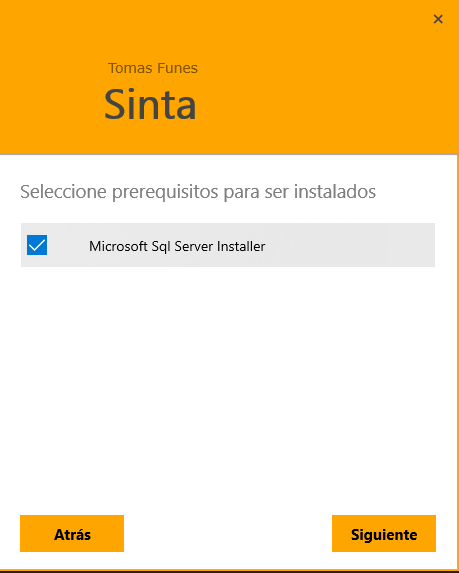 Tomas Funes
Sinta
Seleccione prerequisitos para ser instalados
Microsoft Sql Server Installer
Atrás
Siguiente